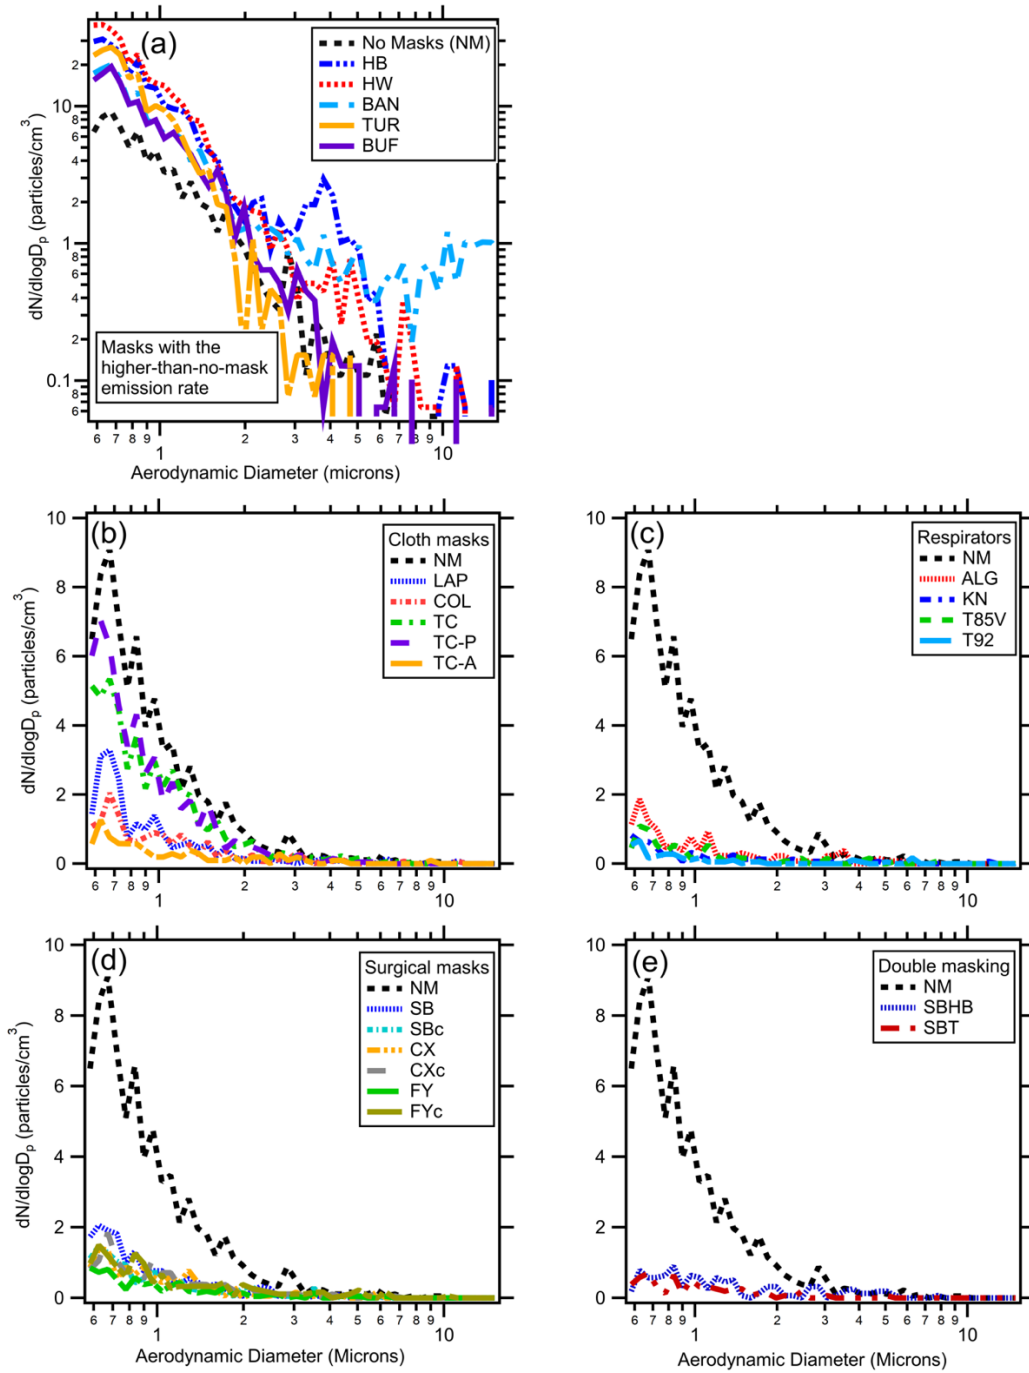 (a)
No Masks (NM)
HB
HW
BAN
TUR
BUF
Masks with the
higher-than-no-mask
emission rate
dN/dlogDp (particles/cm3)
2
10
8
6
4
2
1
8
6
4
2
0.1
8
6
6 7 8 9 1 2 3 4 5 6 7 8 9 10
Aerodynamic Diameter (microns)
(b)
Cloth masks
NM
LAP
COL
TC
TC-P
TC-A
dN/dlogDp (particles/cm3)
10
8
6
4
2
0
6 7 8 9 1 2 3 4 5 6 7 8 9 10
(c)
Respirators
NM
ALG
KN
T85V
T92
10
8
6
4
2
0
6 7 8 9 1 2 3 4 5 6 7 8 9 10
(d)
Surgical masks
NM
SB
SBc
CX
CXc
FY
FYc
dN/dlogDp (particles/cm3)
10
8
6
4
2
0
6 7 8 9 1 2 3 4 5 6 7 8 9 10
Aerodynamic Diameter (Microns)
(e)
Double masking
NM
SBHB
SBT
10
8
6
4
2
0
6 7 8 9 1 2 3 4 5 6 7 8 9 10
Aerodynamic Diameter (Microns)